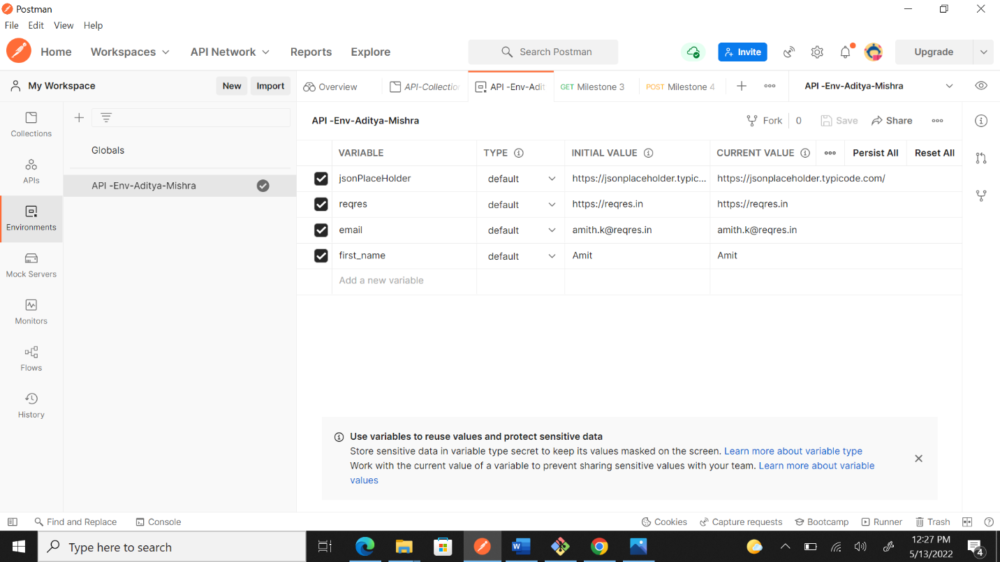 Postman
File Edit View Help
Home Workspaces API Network Reports Explore Search Postman Invite Upgrade
My Workspace New Import Overview API-Collection API -Env-Adit GET Milestone 3 POST Milestone 4 API -Env-Aditya-Mishra
API -Env-Aditya-Mishra Fork 0 Save Share
Collections
APIs
Environments
Mock Servers
Monitors
Flows
History
Globals
API -Env-Aditya-Mishra
VARIABLE TYPE INITIAL VALUE CURRENT VALUE Persist All Reset All
jsonPlaceHolder default https://jsonplaceholder.typic... https://jsonplaceholder.typicode.com/
reqres default https://reqres.in https://reqres.in
email default amith.k@reqres.in amith.k@reqres.in
first_name default Amit Amit
Add a new variable
Use variables to reuse values and protect sensitive data
Store sensitive data in variable type secret to keep its values masked on the screen. Learn more about variable type
Work with the current value of a variable to prevent sharing sensitive values with your team. Learn more about variable
values
Find and Replace Console Cookies Capture requests Bootcamp Runner Trash
Type here to search
12:27 PM
5/13/2022
4